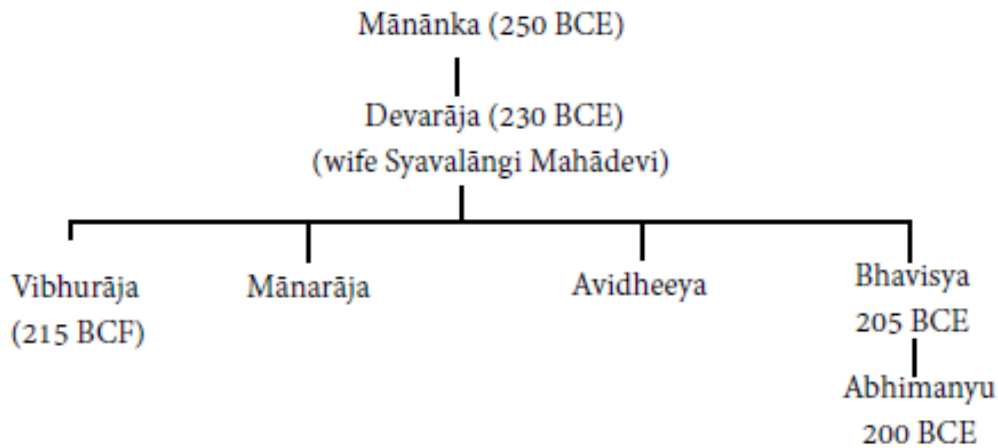 Mānānka (250 BCE)
Devarāja (230 BCE)
(wife Syavalāngi Mahādevi)
Vibhurāja
(215 BCF)
Mānarāja
Avidheeya
Bhavisya
205 BCE
Abhimanyu
200 BCE